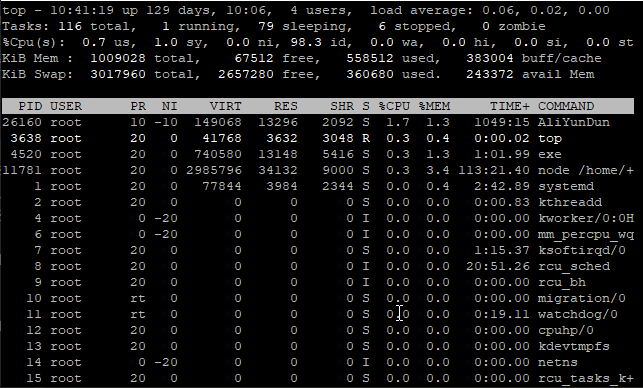 top - 10:41:19 up 129 days, 10:06,  4 users,  load average: 0.06, 0.02, 0.00
Tasks: 116 total,   1 running,  79 sleeping,   6 stopped,   0 zombie
%Cpu(s):  0.7 us,  1.0 sy,  0.0 ni, 98.3 id,  0.0 wa,  0.0 hi,  0.0 si,  0.0 st
KiB Mem :  1009028 total,    67512 free,   558512 used,   383004 buff/cache
KiB Swap:  3017960 total,  2657280 free,   360680 used.   243372 avail Mem
PID USER      PR  NI    VIRT    RES    SHR S %CPU %MEM     TIME+ COMMAND
26160 root      10 -10  149068  13296   2092 S  1.7  1.3   1049:15 AliYunDun
3638 root      20   0   41768   3632   3048 R  0.3  0.4   0:00.02 top
4520 root      20   0  740580  13148   5416 S  0.3  1.3   1:01.99 exe
11781 root      20   0 2985796  34132   9000 S  0.3  3.4 113:21.40 node /home/+
1 root      20   0   77844   3984   2344 S  0.0  0.4   2:42.89 systemd
2 root      20   0       0      0      0 S  0.0  0.0   0:00.83 kthreadd
4 root       0 -20       0      0      0 I  0.0  0.0   0:00.00 kworker/0:0H
6 root       0 -20       0      0      0 I  0.0  0.0   0:00.00 mm_percpu_wq
7 root      20   0       0      0      0 S  0.0  0.0   1:15.37 ksoftirqd/0
8 root      20   0       0      0      0 I  0.0  0.0  20:51.26 rcu_sched
9 root      20   0       0      0      0 I  0.0  0.0   0:00.00 rcu_bh
10 root      rt   0       0      0      0 S  0.0  0.0   0:00.00 migration/0
11 root      rt   0       0      0      0 S  0.0  0.0   0:19.11 watchdog/0
12 root      20   0       0      0      0 S  0.0  0.0   0:00.00 cpuhp/0
13 root      20   0       0      0      0 S  0.0  0.0   0:00.00 kdevtmpfs
14 root       0 -20       0      0      0 I  0.0  0.0   0:00.00 netns
15 root      20   0       0      0      0 S  0.0  0.0   0:00.00 rcu_tasks_k+